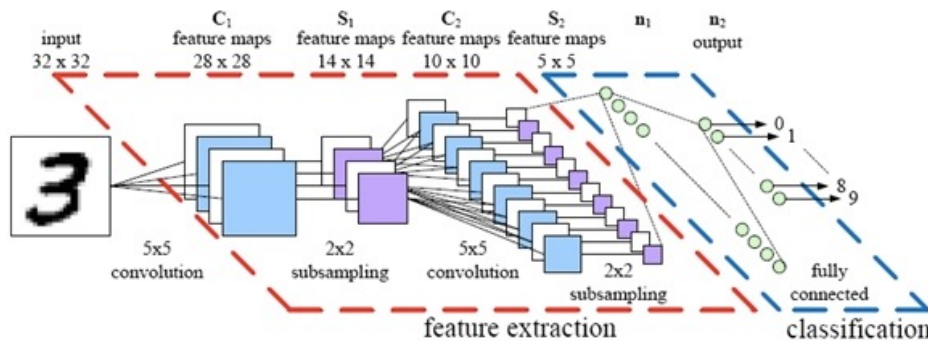 C₁
S₁
C₂
S₂
n₁
n₂
input
feature maps
feature maps
feature maps
feature maps
output
32 x 32
28 x 28
14 x 14
10 x 10
5 x 5
0
1
8
9
5x5
convolution
2x2
subsampling
5x5
convolution
2x2
subsampling
fully
connected
feature extraction
classification
3